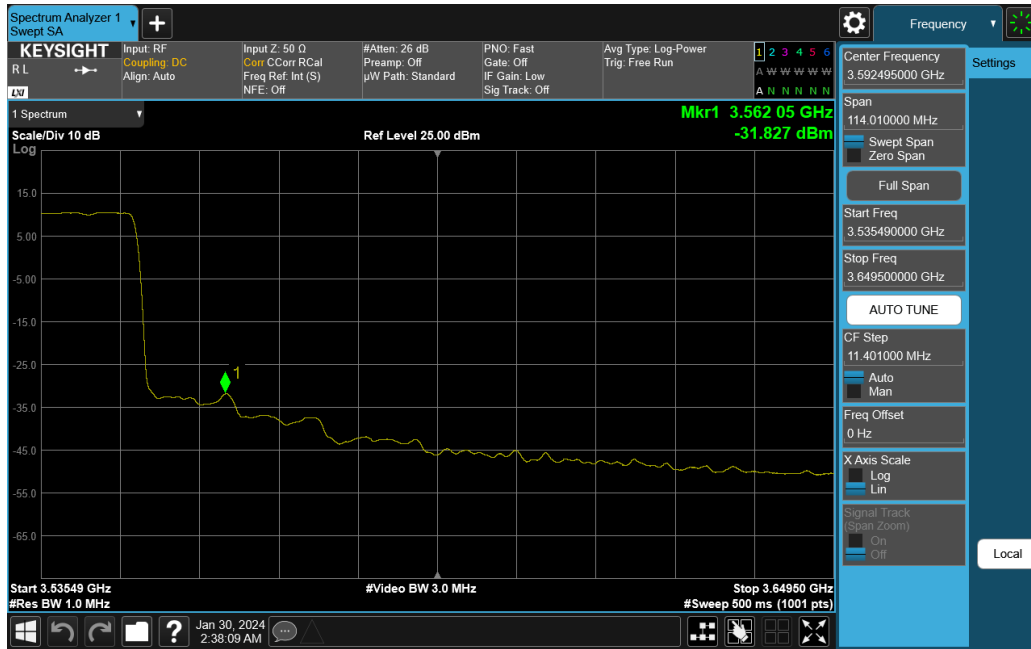 Spectrum Analyzer 1
Swept SA
Frequency
KEYSIGHT
R L
LXI
Input: RF
Coupling: DC
Align: Auto
Input Z: 50 Ω
Corr CCorr RCal
Freq Ref: Int (S)
NFE: Off
#Atten: 26 dB
Preamp: Off
µW Path: Standard
PNO: Fast
Gate: Off
IF Gain: Low
Sig Track: Off
Avg Type: Log-Power
Trig: Free Run
1 2 3 4 5 6
A W W W W W
A N N N N N
1 Spectrum
Scale/Div 10 dB
Log
Ref Level 25.00 dBm
Mkr1 3.562 05 GHz
-31.827 dBm
15.0
5.00
-5.00
-15.0
-25.0
-35.0
-45.0
-55.0
-65.0
1
Start 3.53549 GHz
#Res BW 1.0 MHz
#Video BW 3.0 MHz
Stop 3.64950 GHz
#Sweep 500 ms (1001 pts)
Jan 30, 2024
2:38:09 AM
Center Frequency
3.592495000 GHz
Settings
Span
114.010000 MHz
Swept Span
Zero Span
Full Span
Start Freq
3.535490000 GHz
Stop Freq
3.649500000 GHz
AUTO TUNE
CF Step
11.401000 MHz
Auto
Man
Freq Offset
0 Hz
X Axis Scale
Log
Lin
Signal Track
(Span Zoom)
On
Off
Local